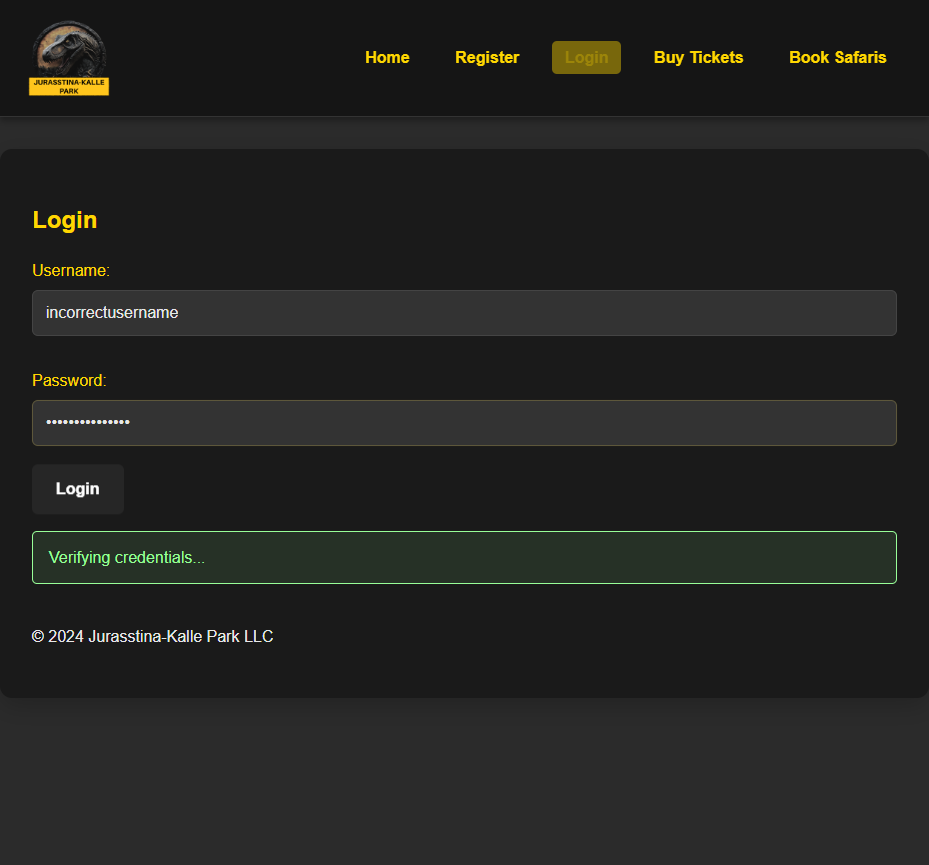 JURASSTINA-KALLE
PARK
Home Register Login Buy Tickets Book Safaris
Login
Username:
incorrectusername
Password:
•••••••••••••••
Login
Verifying credentials...
© 2024 Jurasstina-Kalle Park LLC